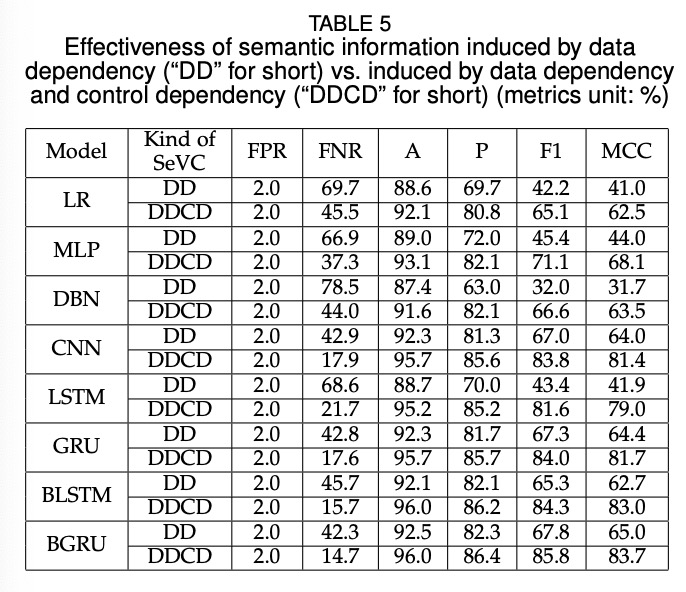 TABLE 5
Effectiveness of semantic information induced by data
dependency (“DD” for short) vs. induced by data dependency
and control dependency (“DDCD” for short) (metrics unit: %)
Model Kind of SeVC FPR FNR A P F1 MCC
LR DD 2.0 69.7 88.6 69.7 42.2 41.0
DDCD 2.0 45.5 92.1 80.8 65.1 62.5
MLP DD 2.0 66.9 89.0 72.0 45.4 44.0
DDCD 2.0 37.3 93.1 82.1 71.1 68.1
DBN DD 2.0 78.5 87.4 63.0 32.0 31.7
DDCD 2.0 44.0 91.6 82.1 66.6 63.5
CNN DD 2.0 42.9 92.3 81.3 67.0 64.0
DDCD 2.0 17.9 95.7 85.6 83.8 81.4
LSTM DD 2.0 68.6 88.7 70.0 43.4 41.9
DDCD 2.0 21.7 95.2 85.2 81.6 79.0
GRU DD 2.0 42.8 92.3 81.7 67.3 64.4
DDCD 2.0 17.6 95.7 85.7 84.0 81.7
BLSTM DD 2.0 45.7 92.1 82.1 65.3 62.7
DDCD 2.0 15.7 96.0 86.2 84.3 83.0
BGRU DD 2.0 42.3 92.5 82.3 67.8 65.0
DDCD 2.0 14.7 96.0 86.4 85.8 83.7